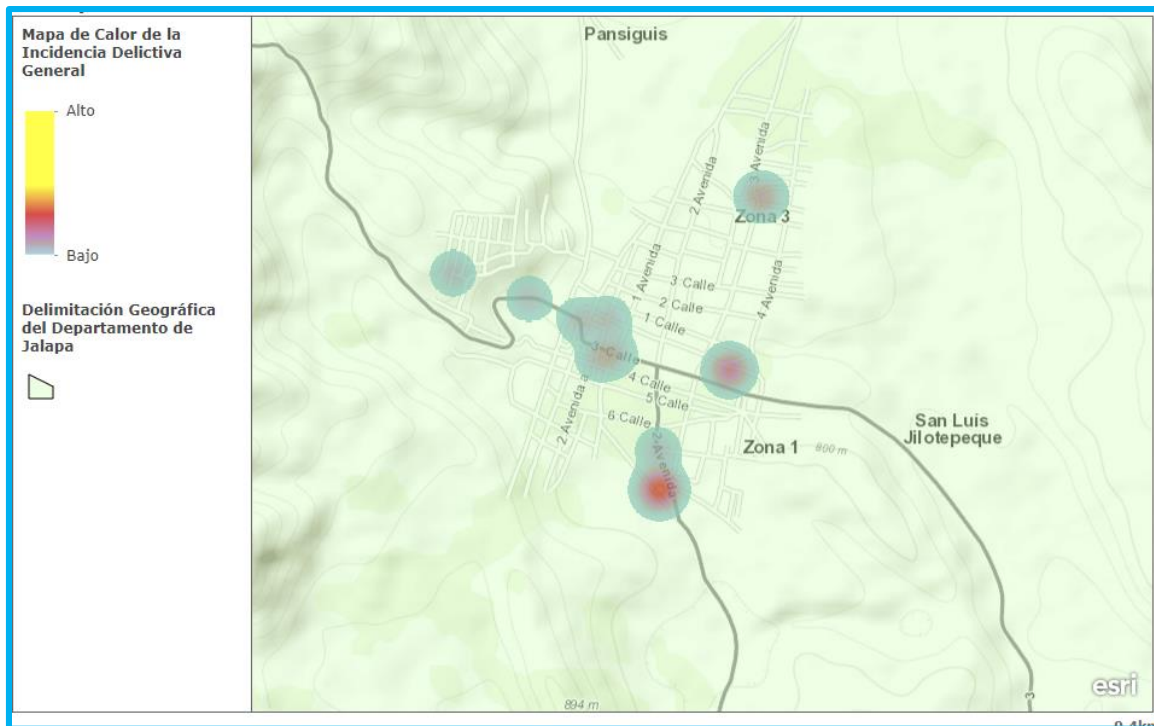 Mapa de Calor de la
Incidencia Delictiva
General
Alto
Bajo
Delimitación Geográfica
del Departamento de
Jalapa
Pansiguis
3 Avenida
2 Avenida
Zona 3
1 Avenida
3 Calle
2 Calle
4 Avenida
1 Calle
3 Calle
4 Calle
5 Calle
2 Avenida a
6 Calle
San Luis
Jilotepeque
Zona 1
800 m
2 Avenida
esri
3
894 m